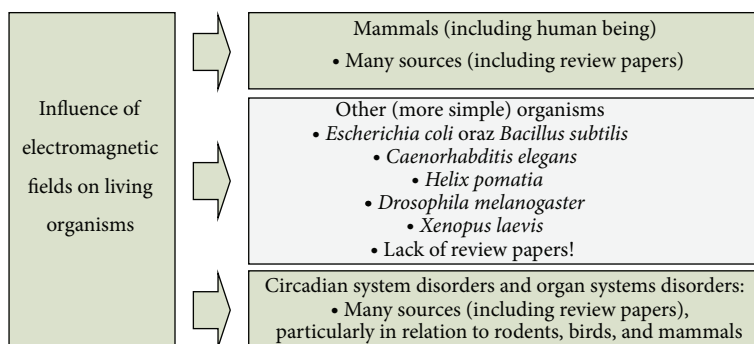 Influence of
electromagnetic
fields on living
organisms
Mammals (including human being)
• Many sources (including review papers)
Other (more simple) organisms
• Escherichia coli oraz Bacillus subtilis
• Caenorhabditis elegans
• Helix pomatia
• Drosophila melanogaster
• Xenopus laevis
• Lack of review papers!
Circadian system disorders and organ systems disorders:
• Many sources (including review papers),
particularly in relation to rodents, birds, and mammals